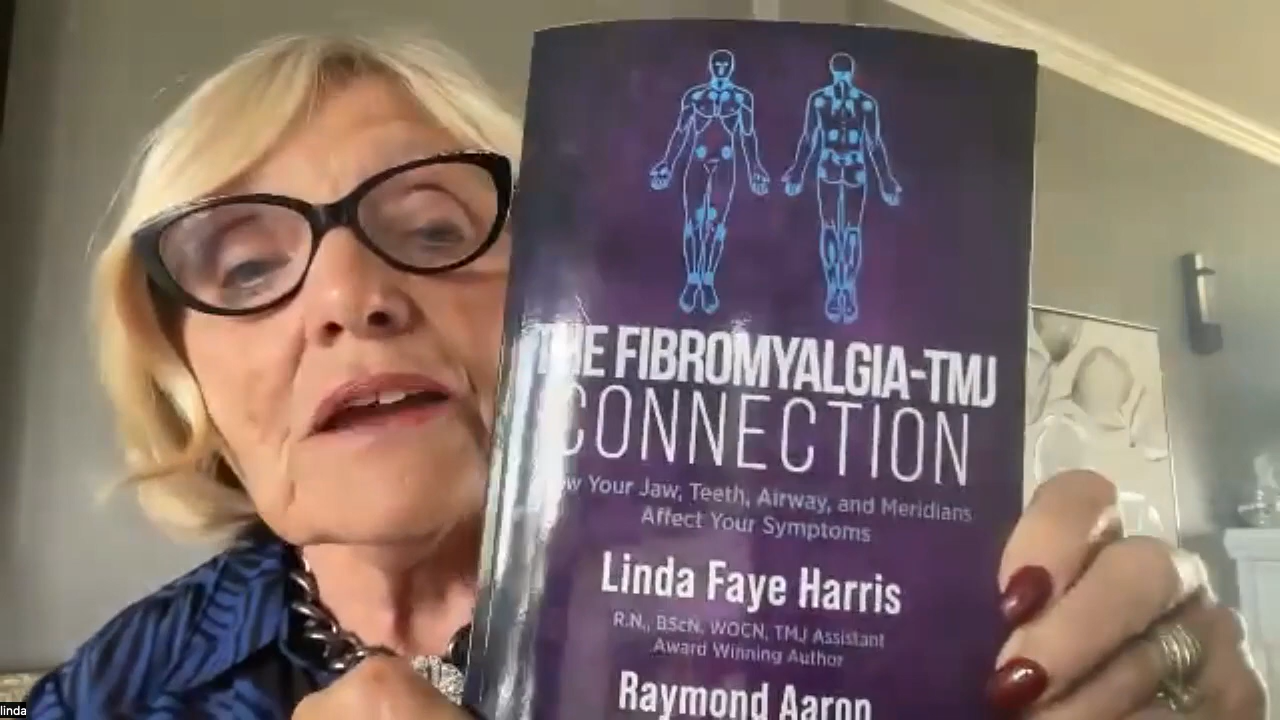 THE FIBROMYALGIA-TMJ
CONNECTION
Your Jaw, Teeth, Airway, and Meridians
Affect Your Symptoms
Linda Faye Harris
R.N., BScN, WOCN, TMJ Assistant
Award Winning Author
Raymond Aaron
linda